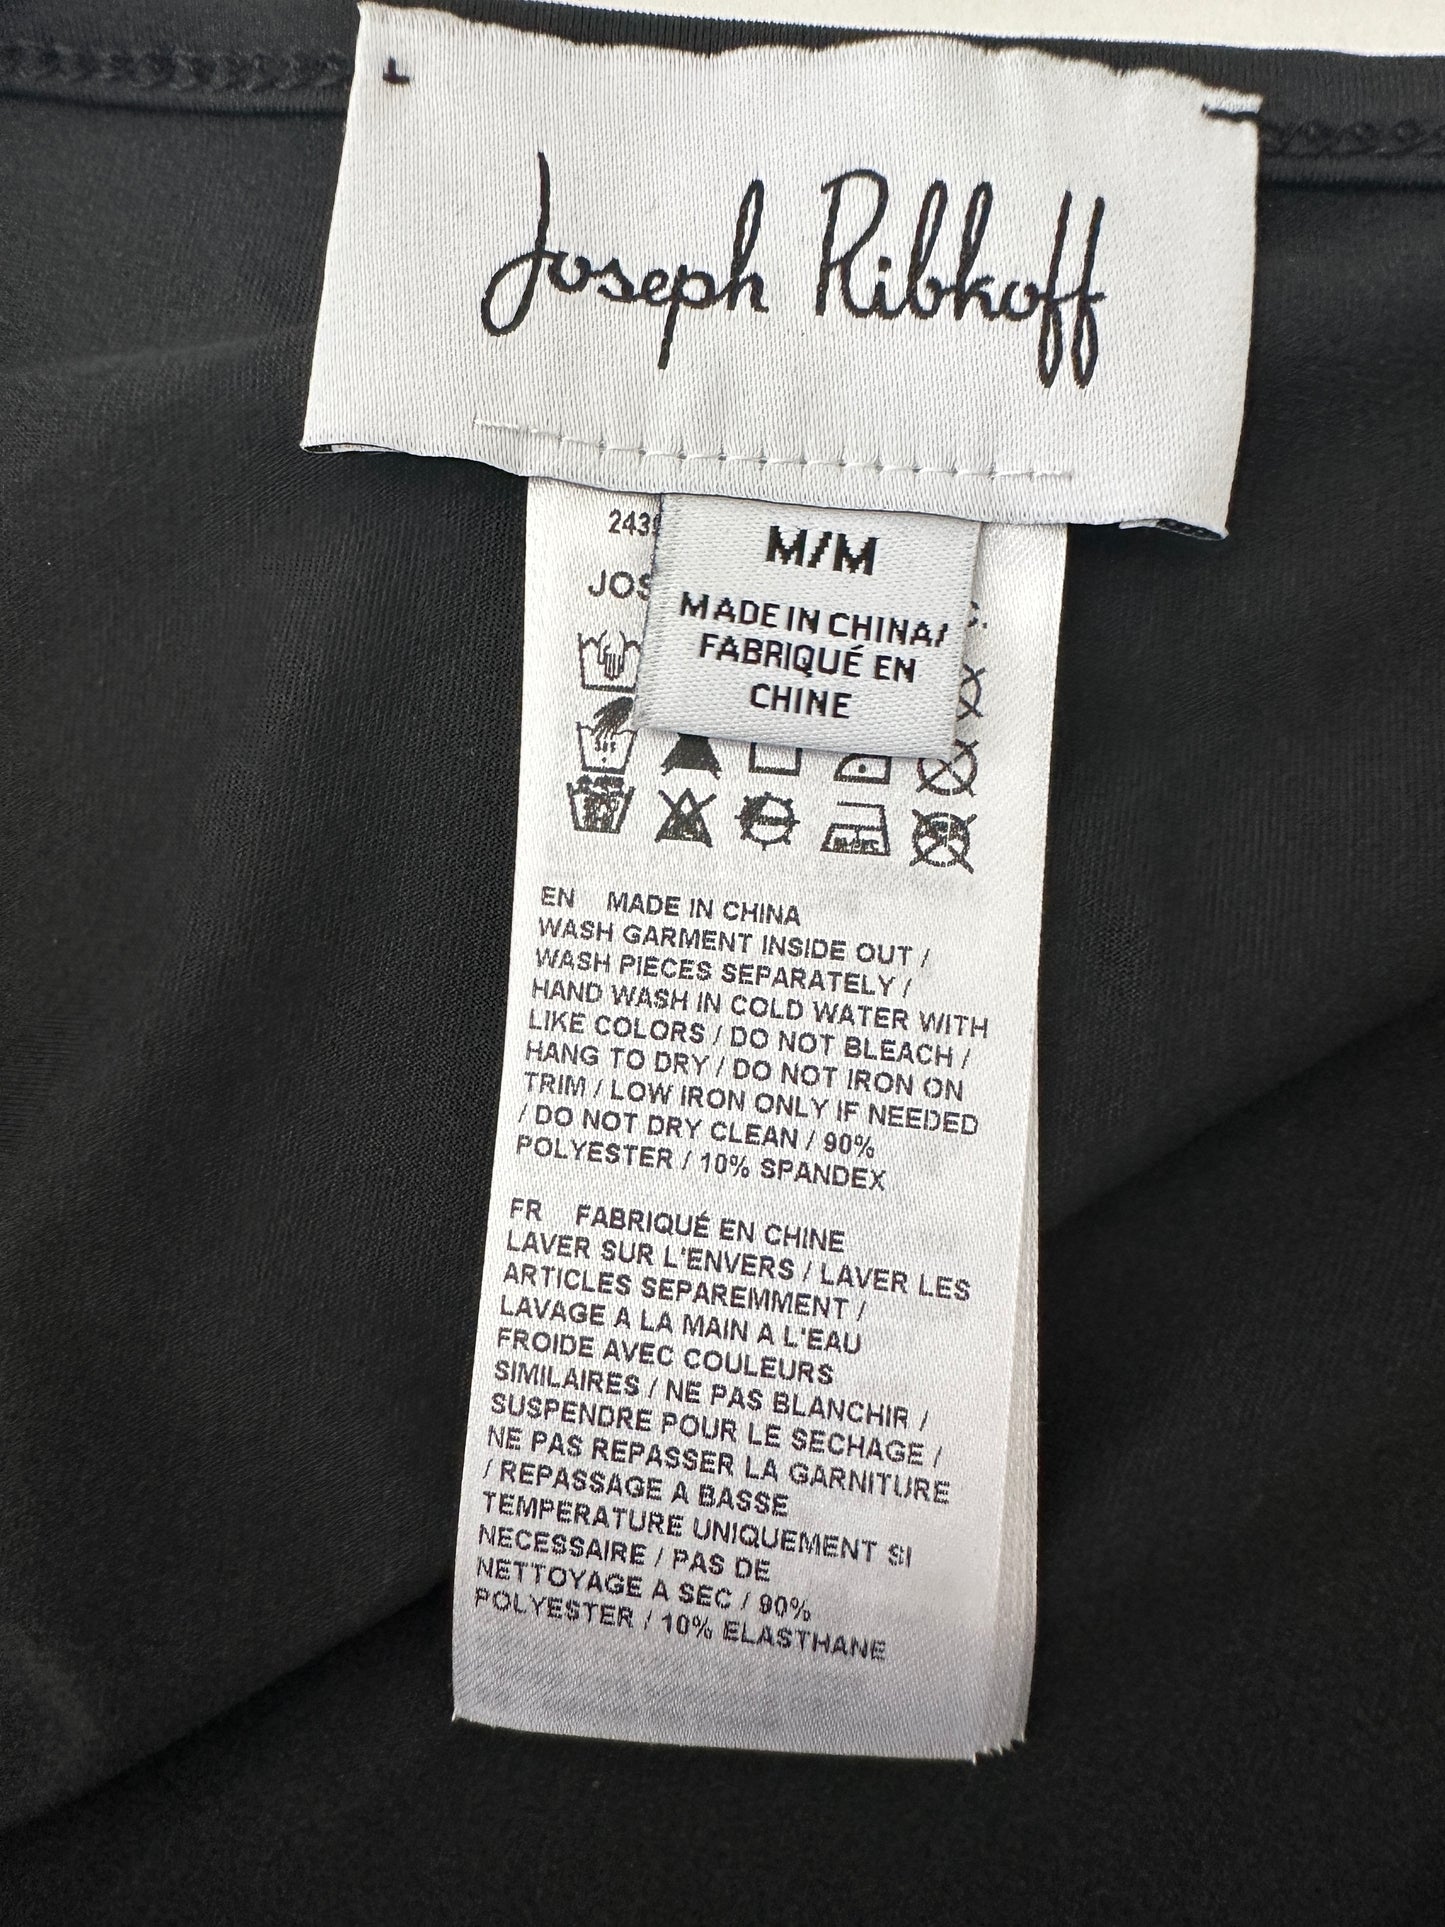 Joseph Ribkoff
M/M
MADE IN CHINA/
FABRIQUÉ EN
CHINE
EN MADE IN CHINA
WASH GARMENT INSIDE OUT /
WASH PIECES SEPARATELY /
HAND WASH IN COLD WATER WITH
LIKE COLORS / DO NOT BLEACH /
HANG TO DRY / DO NOT IRON ON
TRIM / LOW IRON ONLY IF NEEDED
/ DO NOT DRY CLEAN / 90%
POLYESTER / 10% SPANDEX
FR FABRIQUÉ EN CHINE
LAVER SUR L'ENVERS / LAVER LES
ARTICLES SEPAREMMENT /
LAVAGE A LA MAIN A L'EAU
FROIDE AVEC COULEURS
SIMILAIRES / NE PAS BLANCHIR /
SUSPENDRE POUR LE SECHAGE /
NE PAS REPASSER LA GARNITURE
/ REPASSAGE A BASSE
TEMPERATURE UNIQUEMENT SI
NECESSAIRE / PAS DE
NETTOYAGE A SEC / 90%
POLYESTER / 10% ELASTHANE